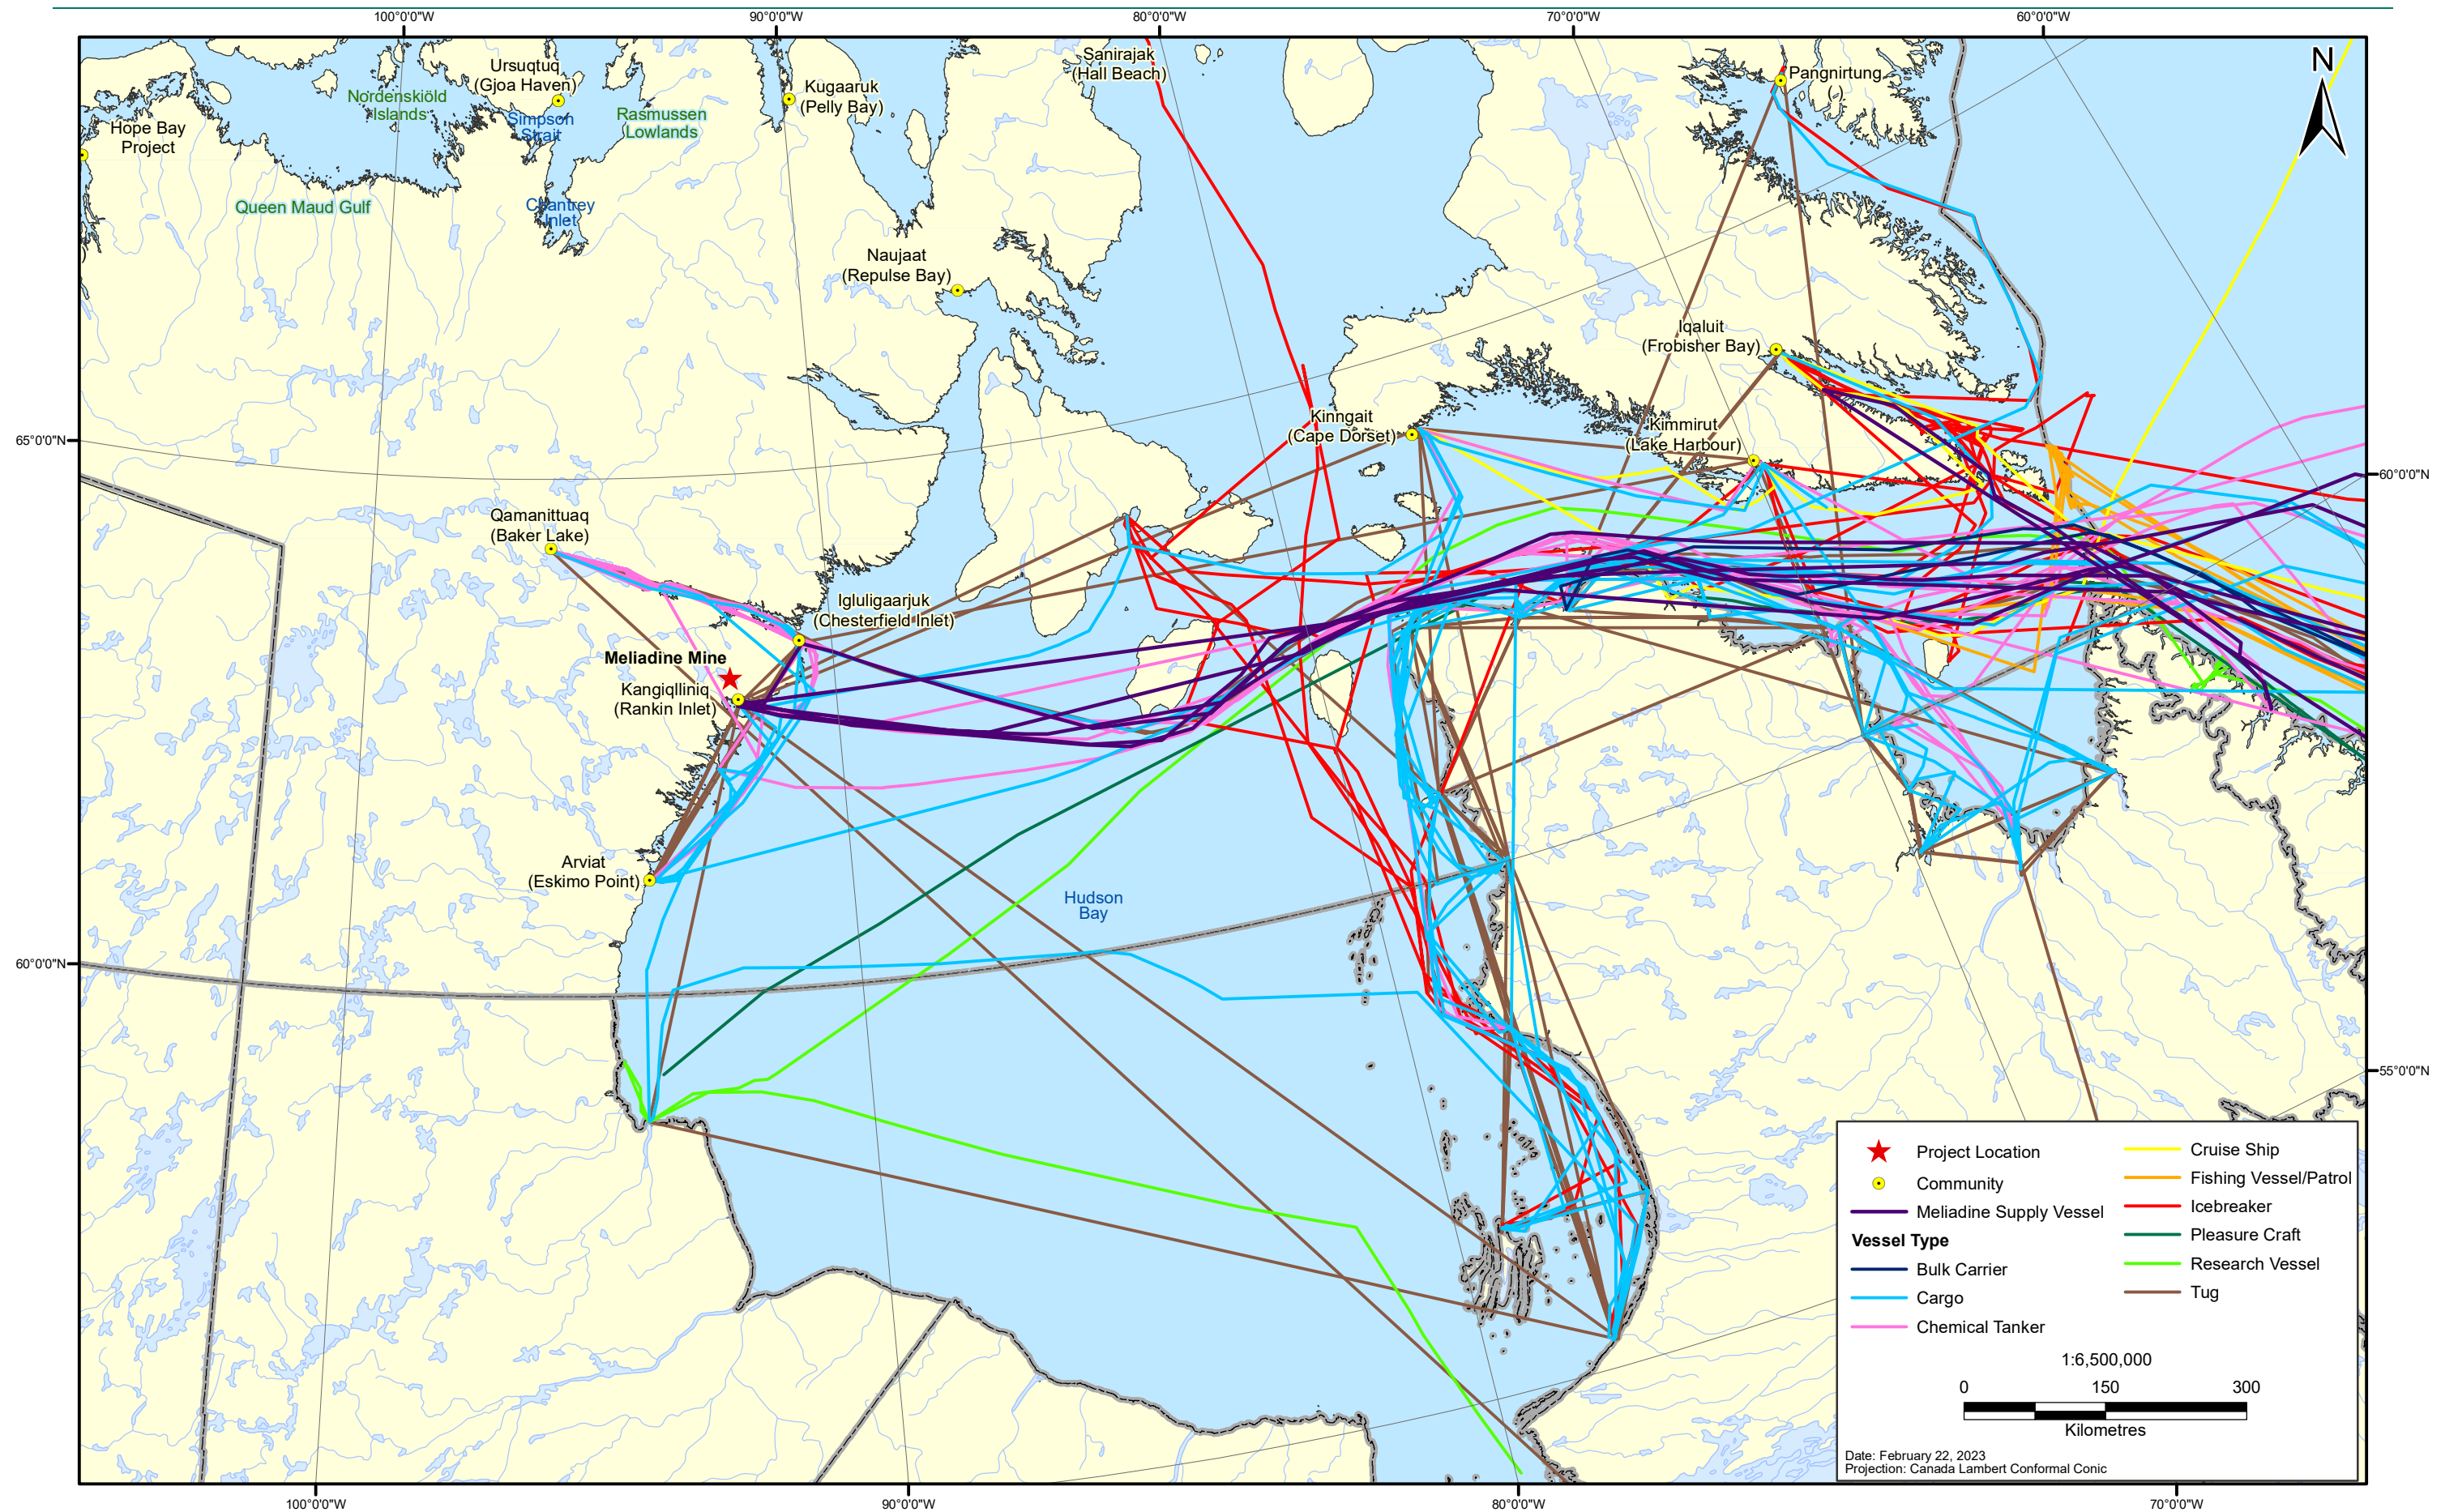 100°0'0"W
90°0'0"W
80°0'0"W
70°0'0"W
60°0'0"W
N
Sanirajak
(Hall Beach)
Ursuqtuq
(Gjoa Haven)
Kugaaruk
(Pelly Bay)
Pangnirtung
(-)
Nordenskiöld
Islands
Simpson
Strait
Rasmussen
Lowlands
Hope Bay
Project
Queen Maud Gulf
Chantrey
Inlet
)
Naujaat
(Repulse Bay)
Iqaluit
(Frobisher Bay)
Kinngait
(Cape Dorset)
Kimmirut
(Lake Harbour)
65°0'0"N
60°0'0"N
Qamanittuaq
(Baker Lake)
Igluligaarjuk
(Chesterfield Inlet)
Meliadine Mine
Kangiqlliniq
(Rankin Inlet)
Arviat
(Eskimo Point)
Hudson
Bay
60°0'0"N
55°0'0"N
Project Location
Community
Meliadine Supply Vessel
Vessel Type
Bulk Carrier
Cargo
Chemical Tanker
Cruise Ship
Fishing Vessel/Patrol
Icebreaker
Pleasure Craft
Research Vessel
Tug
1:6,500,000
0 150 300
Kilometres
Date: February 22, 2023
Projection: Canada Lambert Conformal Conic
100°0'0"W
90°0'0"W
80°0'0"W
70°0'0"W